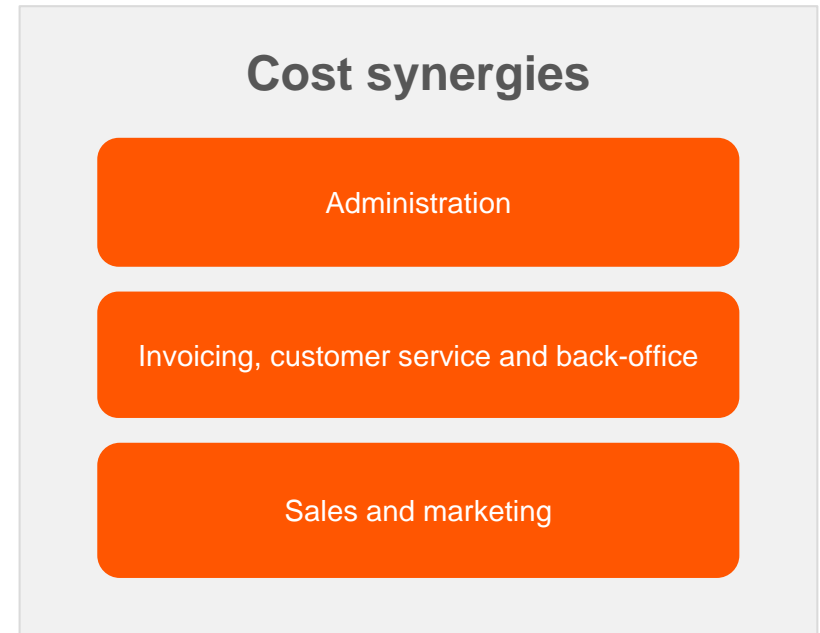 Cost synergies
Administration
Invoicing, customer service and back-office
Sales and marketing